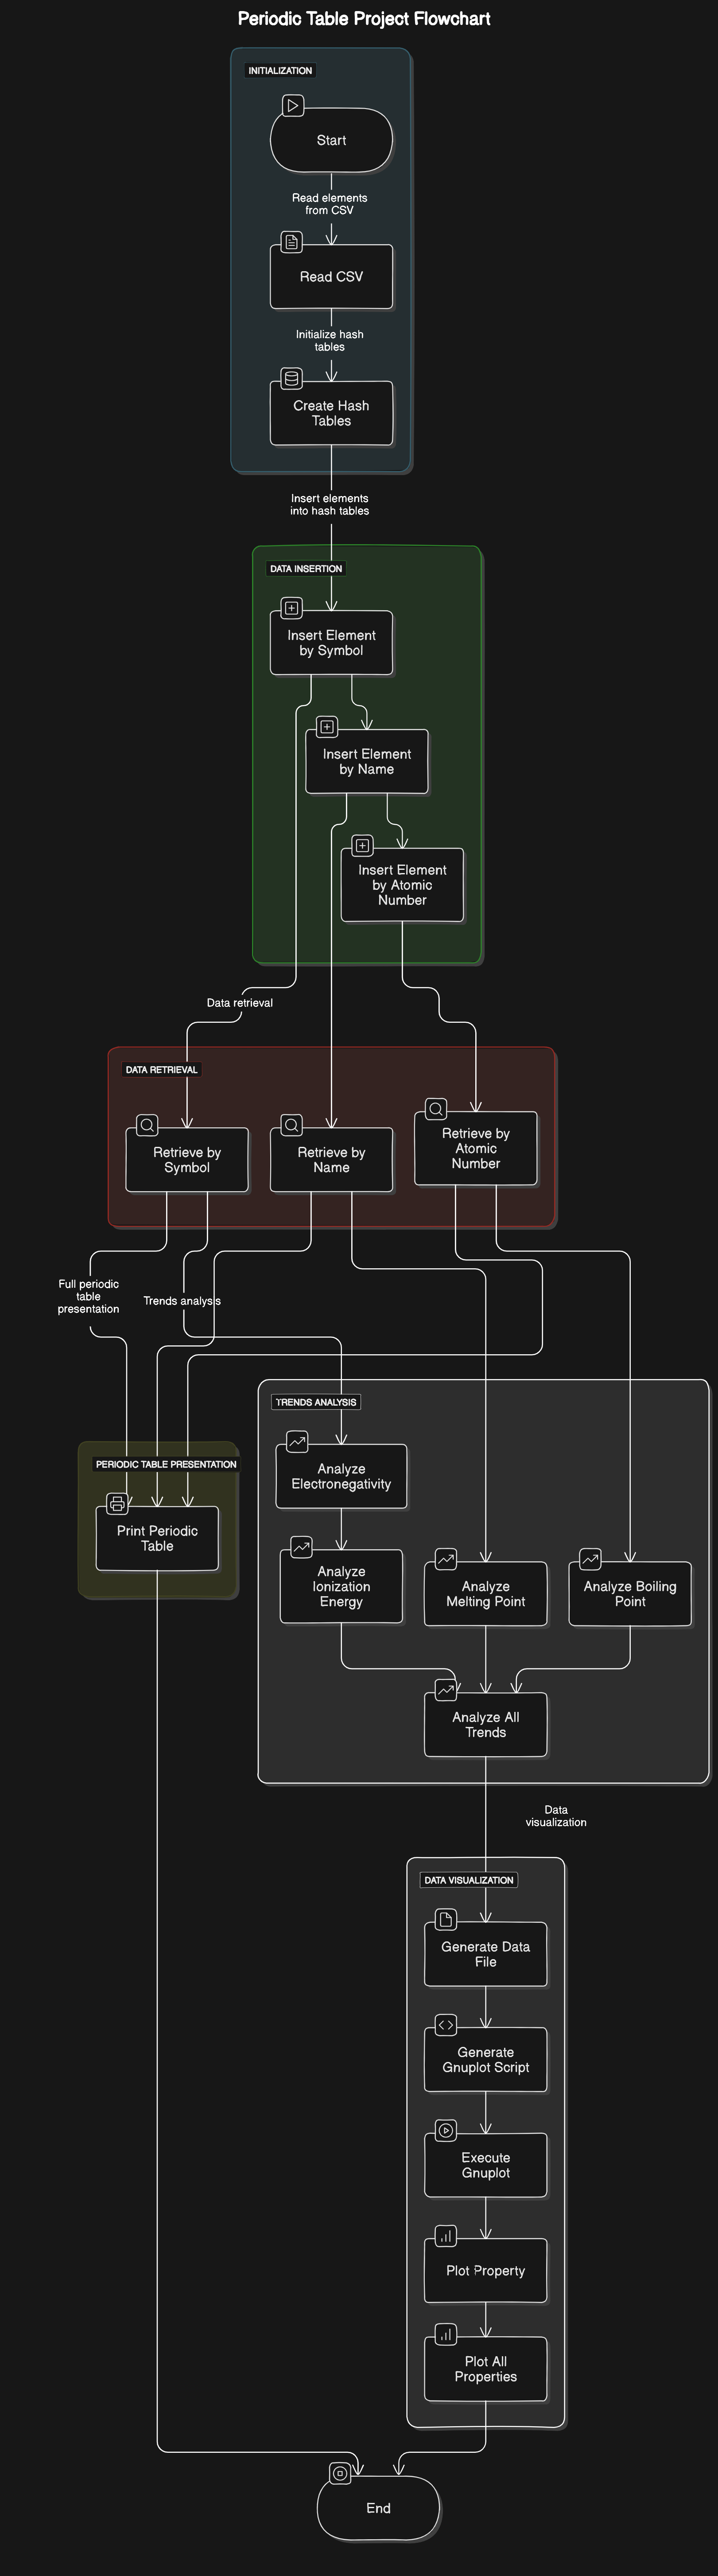 Periodic Table Project Flowchart
INITIALIZATION
Start
Read elements
from CSV
Read CSV
Initialize hash
tables
Create Hash
Tables
Insert elements
into hash tables
DATA INSERTION
Insert Element
by Symbol
Insert Element
by Name
Insert Element
by Atomic
Number
Data retrieval
DATA RETRIEVAL
Retrieve by
Symbol
Retrieve by
Name
Retrieve by
Atomic
Number
Full periodic
table
presentation
Trends analysis
TRENDS ANALYSIS
Analyze
Electronegativity
PERIODIC TABLE PRESENTATION
Print Periodic
Table
Analyze
Ionization
Energy
Analyze
Melting Point
Analyze Boiling
Point
Analyze All
Trends
Data
visualization
DATA VISUALIZATION
Generate Data
File
Generate
Gnuplot Script
Execute
Gnuplot
Plot Property
Plot All
Properties
End